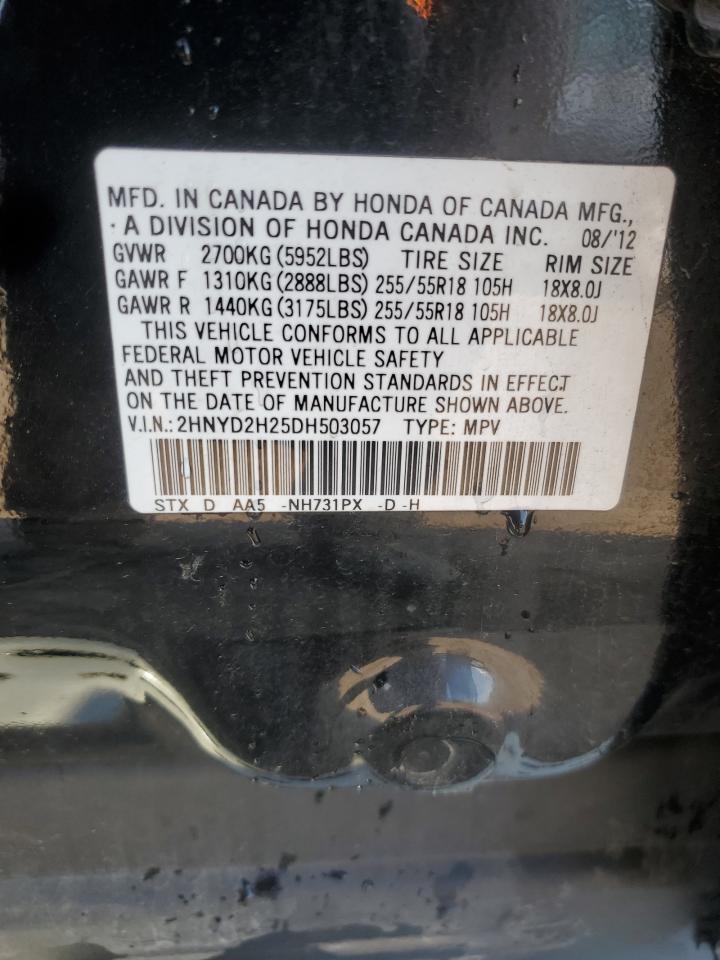 MFD. IN CANADA BY HONDA OF CANADA MFG.,
A DIVISION OF HONDA CANADA INC. 08/'12
GVWR 2700KG (5952LBS) TIRE SIZE RIM SIZE
GAWR F 1310KG (2888LBS) 255/55R18 105H 18X8.0J
GAWR R 1440KG (3175LBS) 255/55R18 105H 18X8.0J
THIS VEHICLE CONFORMS TO ALL APPLICABLE
FEDERAL MOTOR VEHICLE SAFETY
AND THEFT PREVENTION STANDARDS IN EFFECT
ON THE DATE OF MANUFACTURE SHOWN ABOVE.
V.I.N.: 2HNYD2H25DH503057 TYPE: MPV
STX D AA5 -NH731PX -D -H